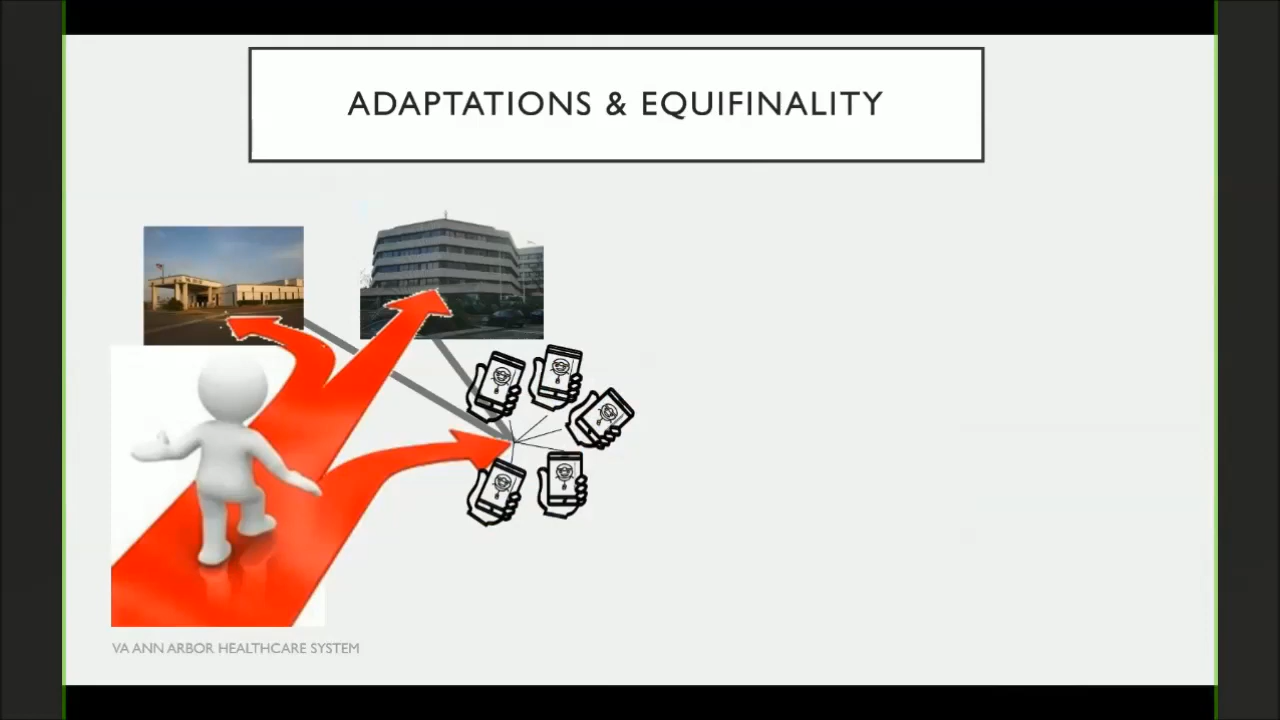 ADAPTATIONS & EQUIFINALITY
VA ANN ARBOR HEALTHCARE SYSTEM